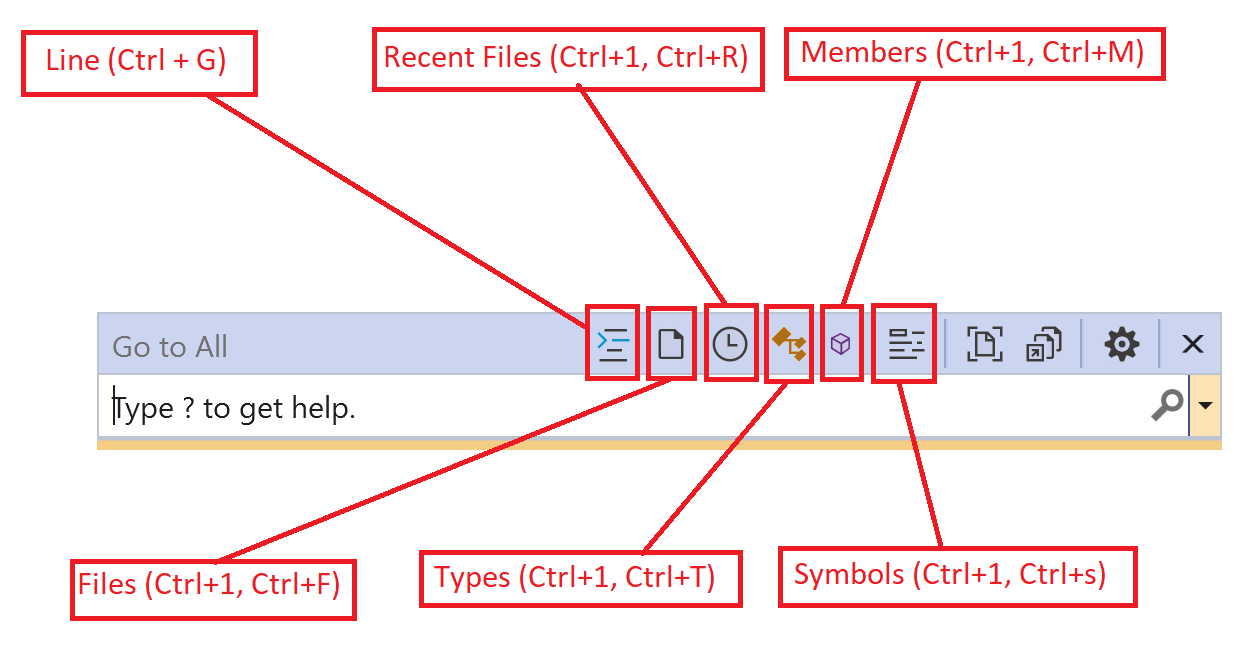 Line (Ctrl + G)
Recent Files (Ctrl+1, Ctrl+R)
Members (Ctrl+1, Ctrl+M)
Go to All
Type ? to get help.
Files (Ctrl+1, Ctrl+F)
Types (Ctrl+1, Ctrl+T)
Symbols (Ctrl+1, Ctrl+s)